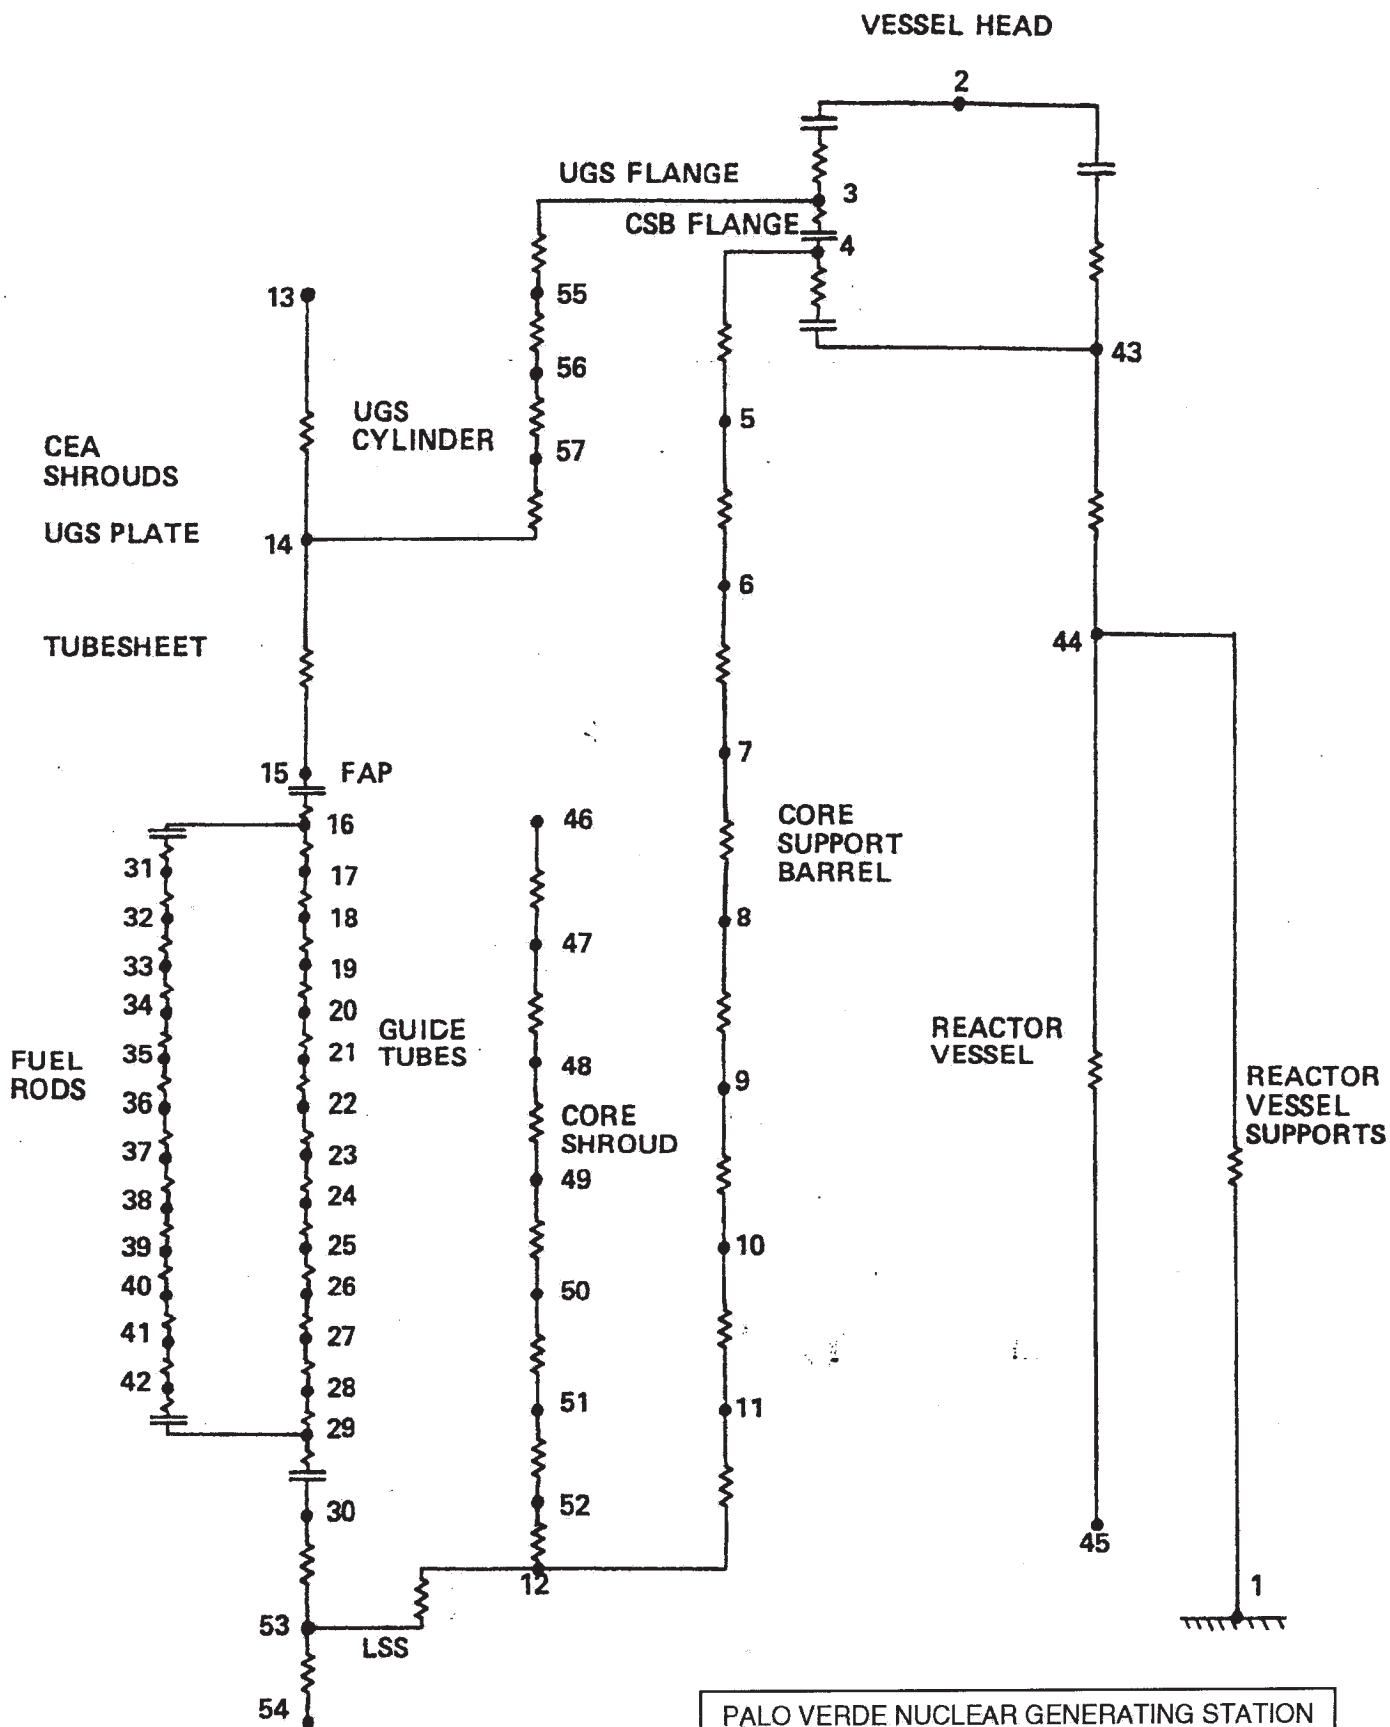 VESSEL HEAD
2
UGS FLANGE
3
CSB FLANGE
4
13
55
43
56
UGS
CYLINDER
5
CEA
SHROUDS
57
UGS PLATE
14
6
TUBESHEET
44
7
15
FAP
16
46
CORE
SUPPORT
BARREL
31
17
32
18
8
47
33
19
34
20
GUIDE
TUBES
REACTOR
VESSEL
FUEL
RODS
35
21
48
9
REACTOR
VESSEL
SUPPORTS
36
22
CORE
SHROUD
37
23
49
38
24
39
25
10
40
26
50
41
27
42
28
51
11
29
30
52
45
12
1
53
LSS
54
PALO VERDE NUCLEAR GENERATING STATION